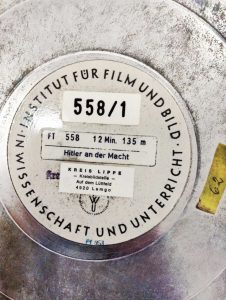 INSTITUT FÜR FILM UND BILD
IN WISSENSCHAFT UND UNTERRICHT
558/1
FT 558 12 Min. 135 m
Hitler an der Macht
KREIS LIPPE
— Kreisbildstelle —
Auf dem Lüttfeld
4920 Lemgo
62